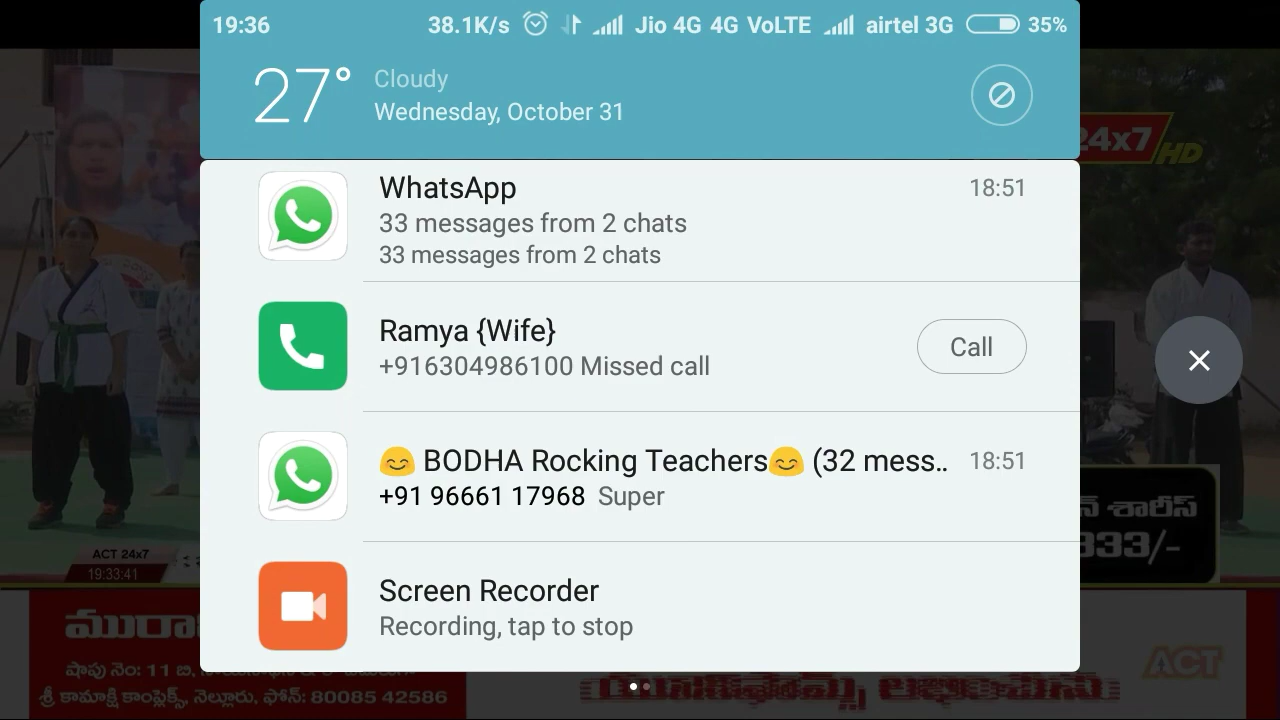 19:36 38.1K/s Jio 4G 4G VoLTE airtel 3G 35%
27° Cloudy
Wednesday, October 31
24x7 HD
WhatsApp 18:51
33 messages from 2 chats
33 messages from 2 chats
Ramya {Wife}
+916304986100 Missed call Call
😊 BODHA Rocking Teachers😊 (32 mess.. 18:51
+91 96661 17968 Super
శారీస్
333/-
ACT 24x7
19:33:41
Screen Recorder
Recording, tap to stop
షాపు నెం: 11 బి,
శ్రీ కామాక్షి కాంప్లెక్స్, నెల్లూరు, ఫోన్: 80085 42586
ACT